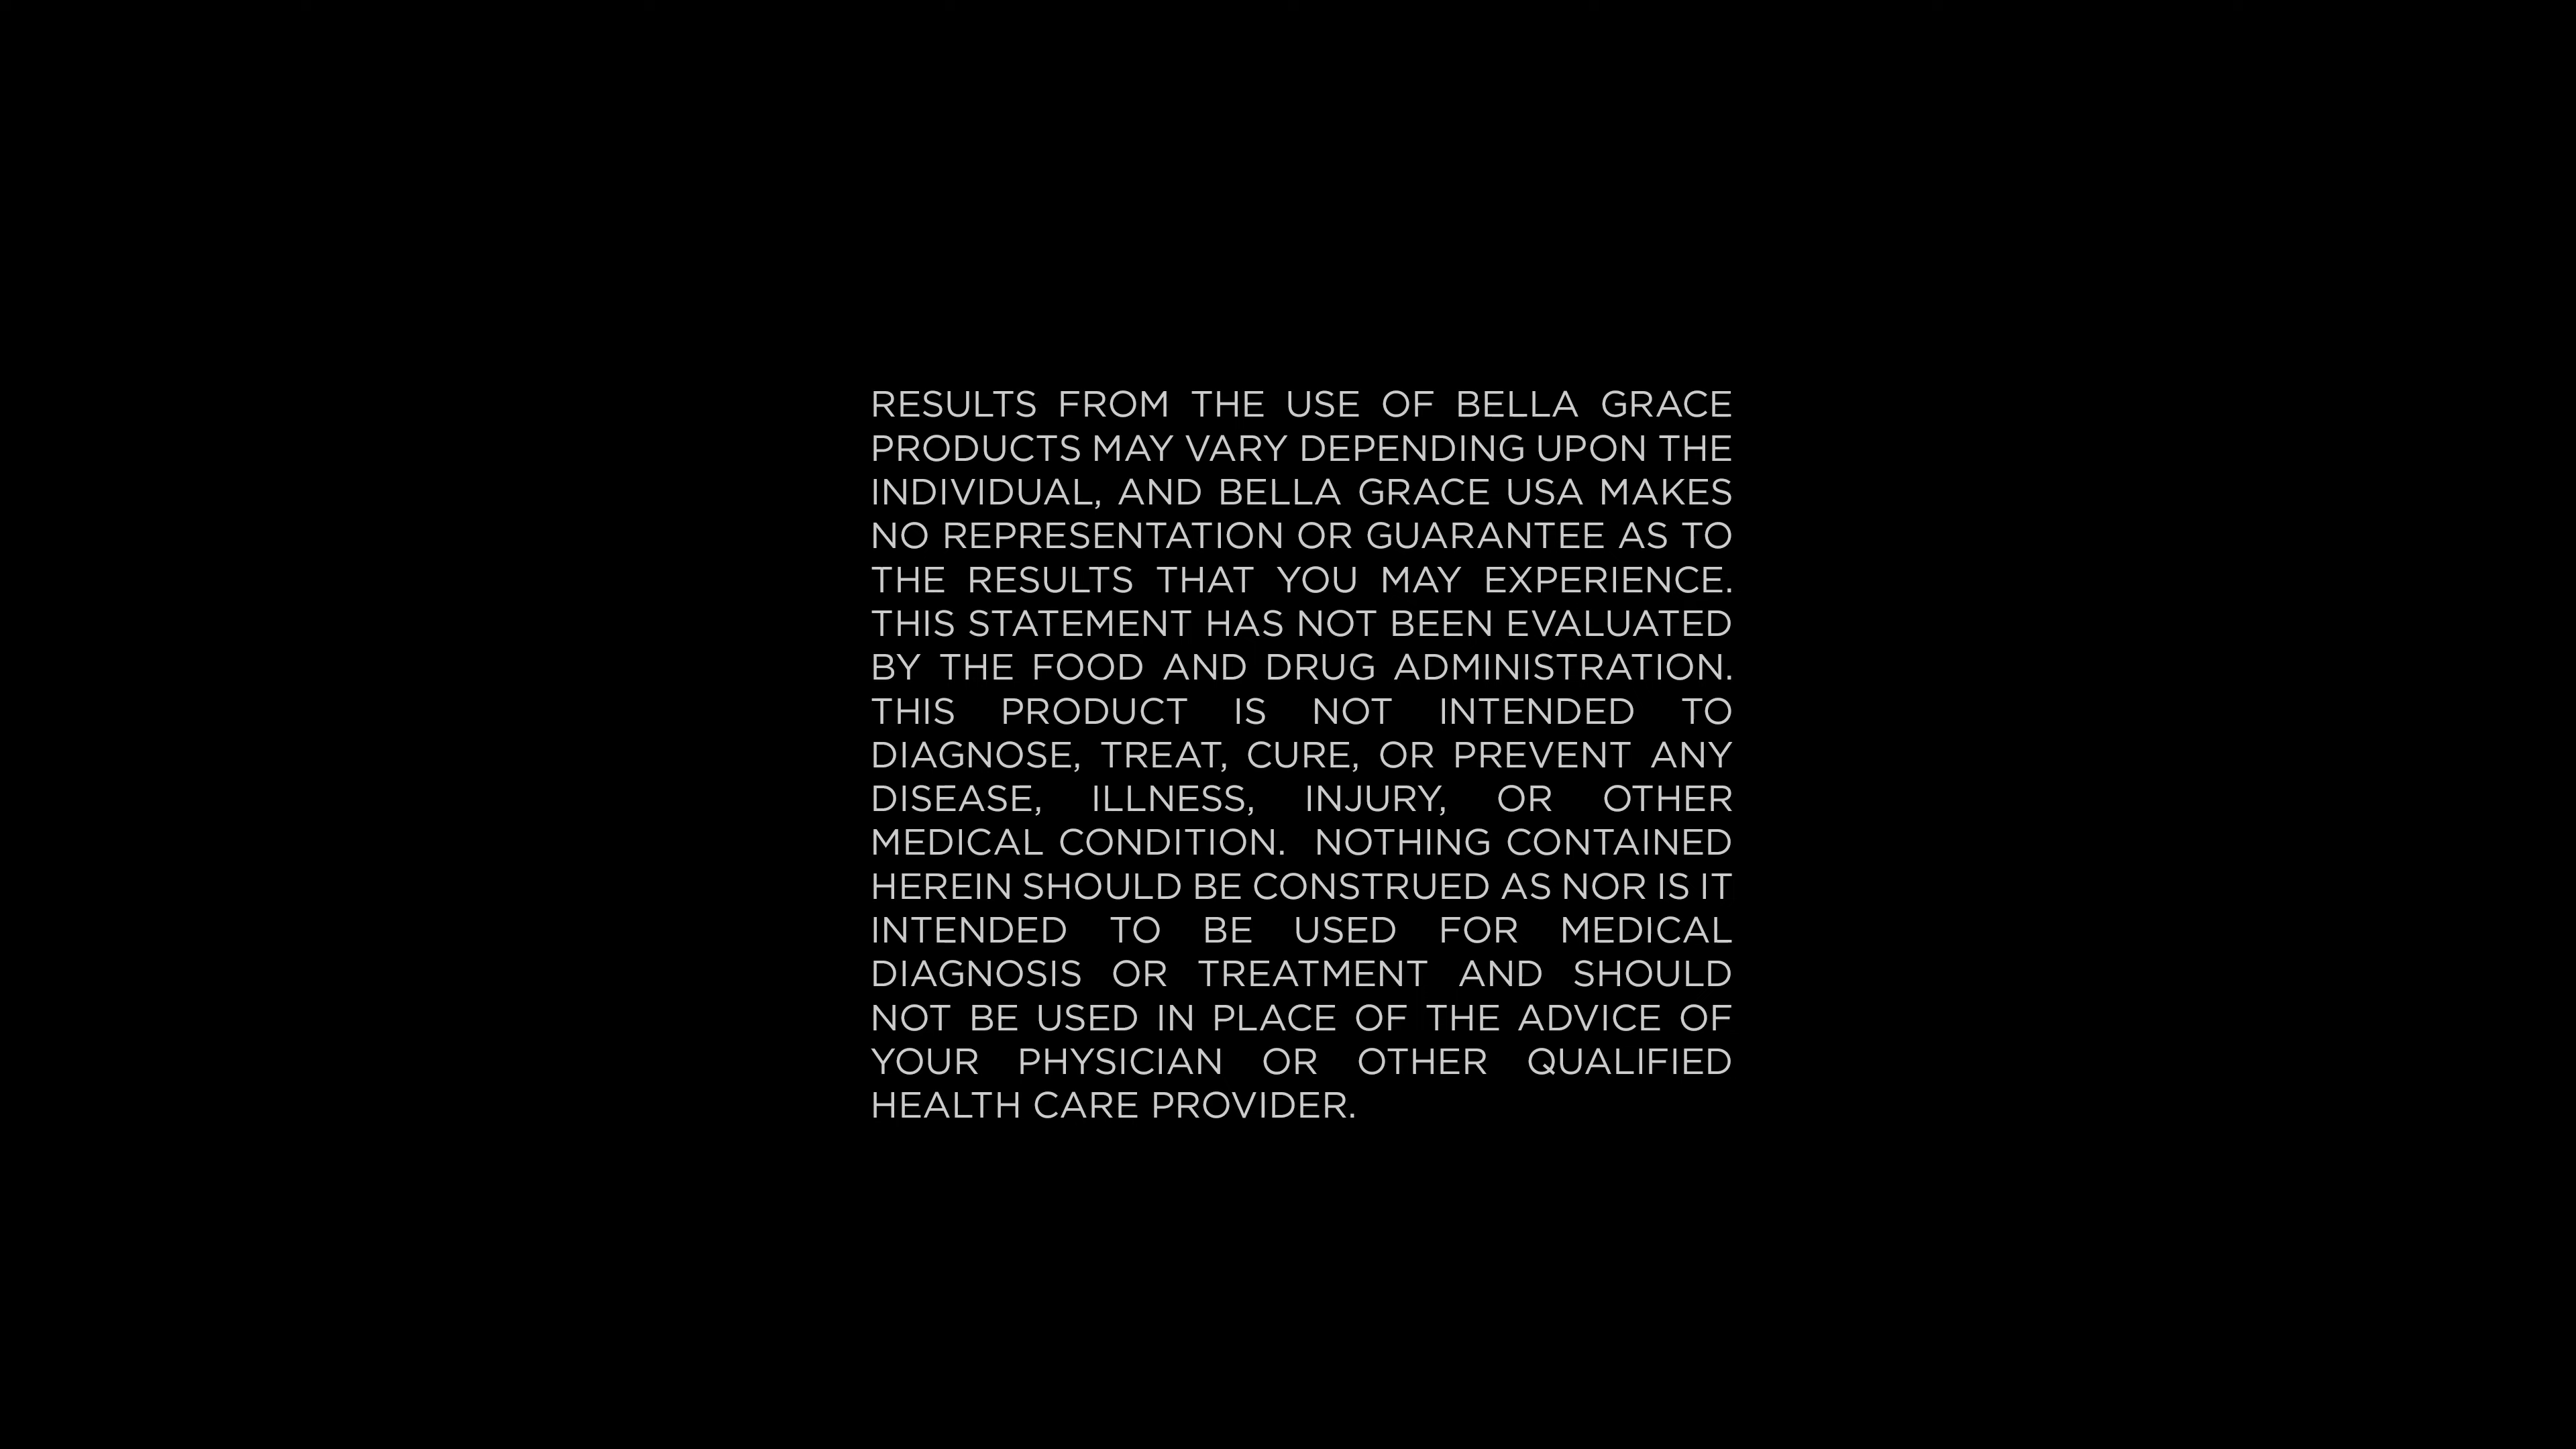 RESULTS FROM THE USE OF BELLA GRACE
PRODUCTS MAY VARY DEPENDING UPON THE
INDIVIDUAL, AND BELLA GRACE USA MAKES
NO REPRESENTATION OR GUARANTEE AS TO
THE RESULTS THAT YOU MAY EXPERIENCE.
THIS STATEMENT HAS NOT BEEN EVALUATED
BY THE FOOD AND DRUG ADMINISTRATION.
THIS PRODUCT IS NOT INTENDED TO
DIAGNOSE, TREAT, CURE, OR PREVENT ANY
DISEASE, ILLNESS, INJURY, OR OTHER
MEDICAL CONDITION.  NOTHING CONTAINED
HEREIN SHOULD BE CONSTRUED AS NOR IS IT
INTENDED TO BE USED FOR MEDICAL
DIAGNOSIS OR TREATMENT AND SHOULD
NOT BE USED IN PLACE OF THE ADVICE OF
YOUR PHYSICIAN OR OTHER QUALIFIED
HEALTH CARE PROVIDER.